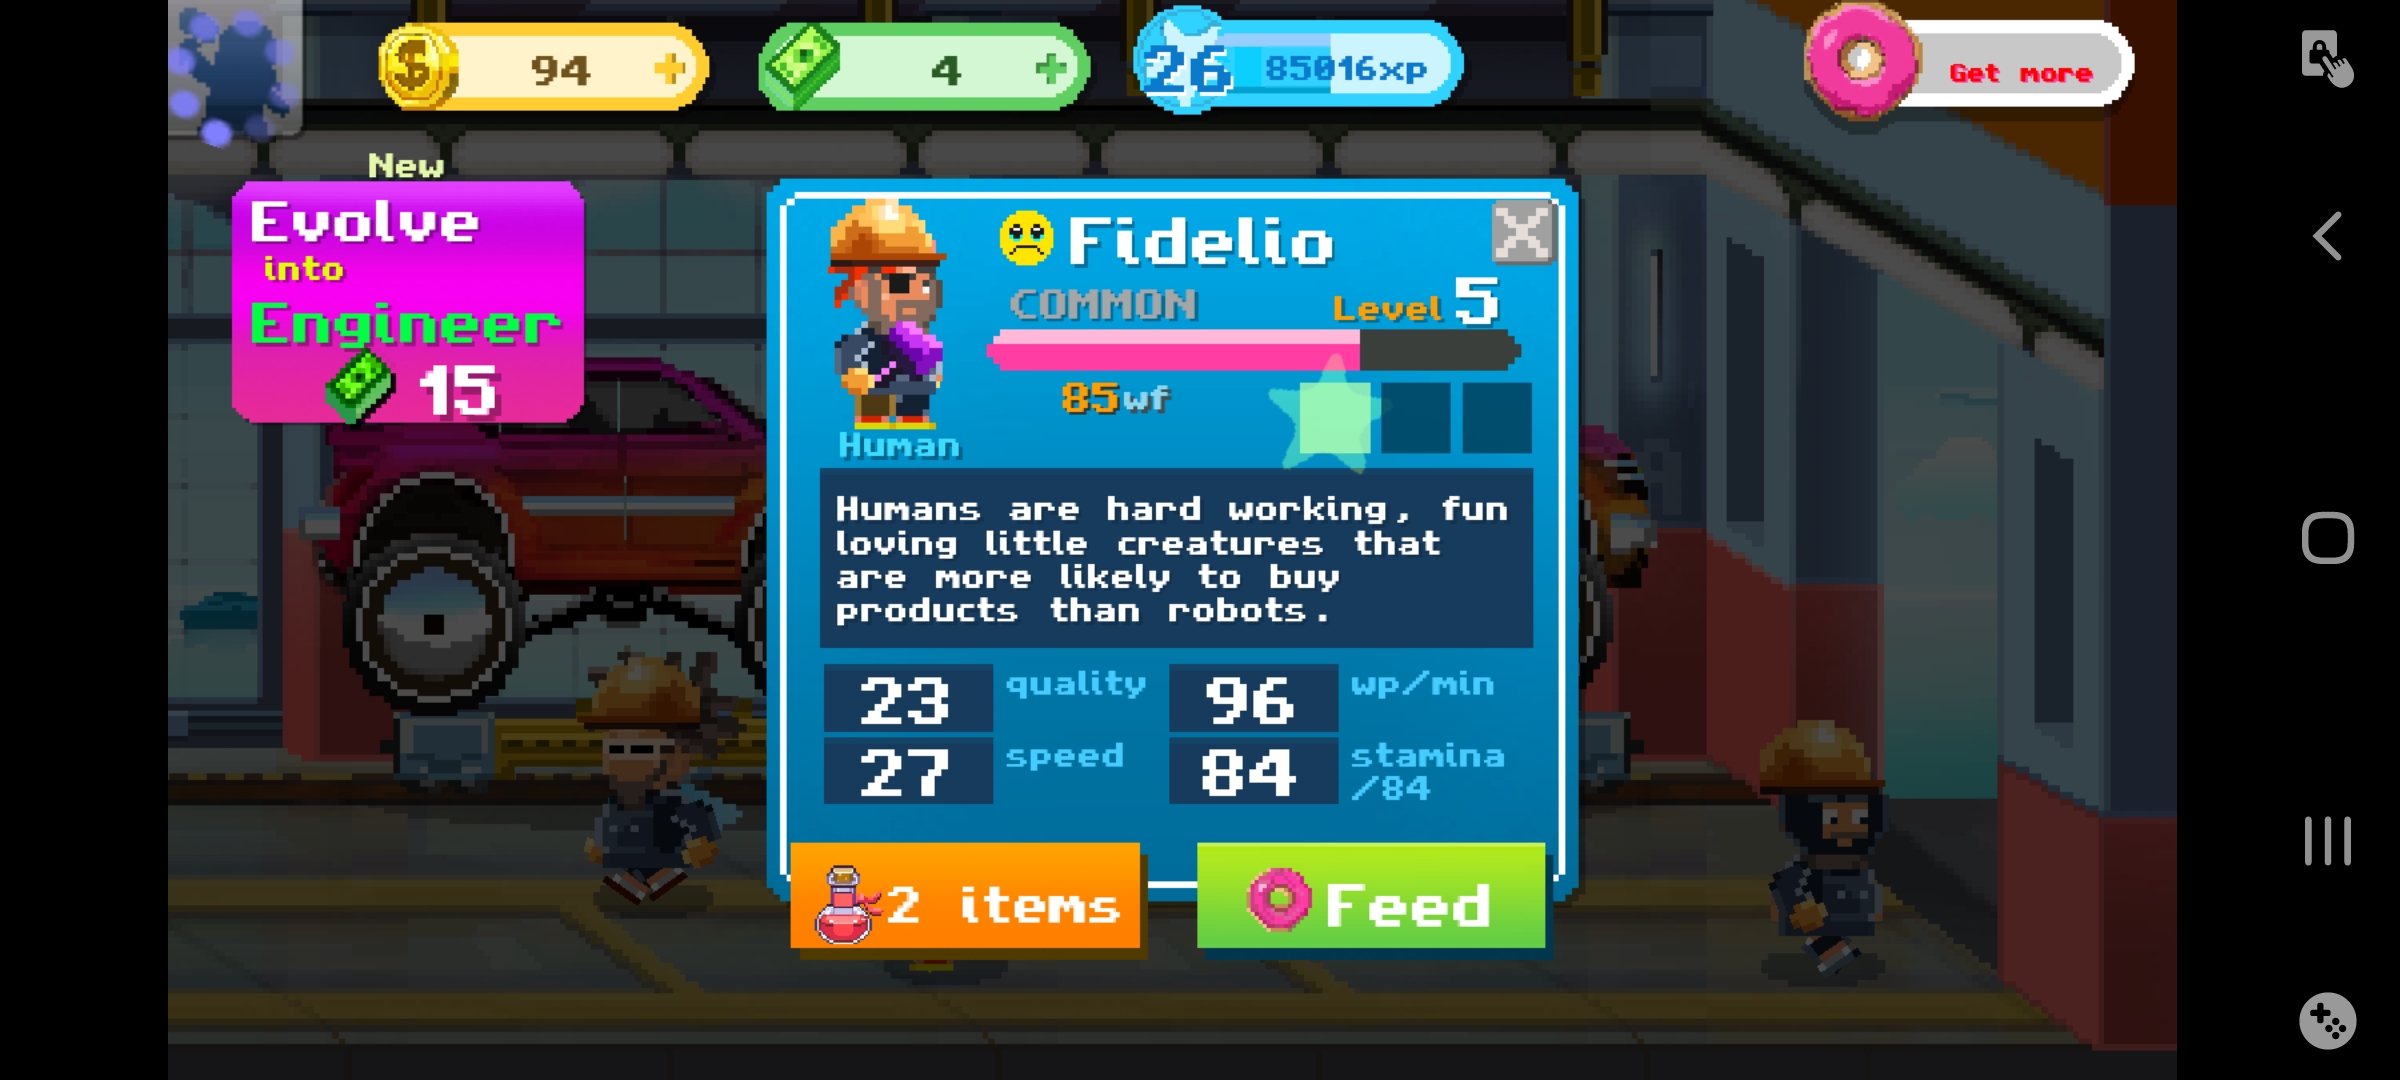 94
4
26 85016xp
Get more
New
Evolve
into
Engineer
15
Fidelio
COMMON
Level 5
85wf
Human
Humans are hard working, fun
loving little creatures that
are more likely to buy
products than robots.
23 quality
96 wp/min
27 speed
84 stamina
/84
2 items
Feed